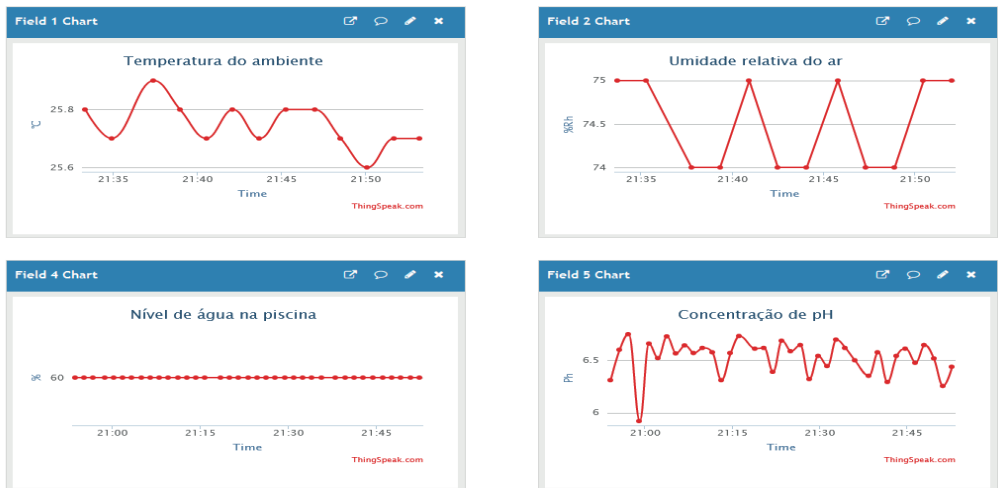 Field 1 Chart
Temperatura do ambiente
25.8
25.6
°C
21:35 21:40 21:45 21:50
Time
ThingSpeak.com
Field 2 Chart
Umidade relativa do ar
75
74.5
74
%Rh
21:35 21:40 21:45 21:50
Time
ThingSpeak.com
Field 4 Chart
Nível de água na piscina
% 60
21:00 21:15 21:30 21:45
Time
ThingSpeak.com
Field 5 Chart
Concentração de pH
6.5
6
Ph
21:00 21:15 21:30 21:45
Time
ThingSpeak.com